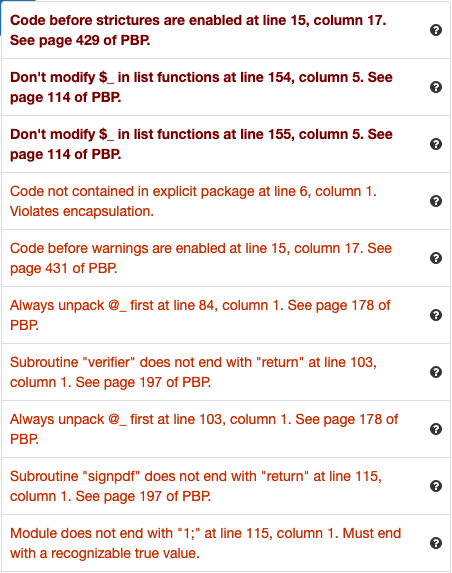 Code before strictures are enabled at line 15, column 17.
See page 429 of PBP.
Don't modify $_ in list functions at line 154, column 5. See
page 114 of PBP.
Don't modify $_ in list functions at line 155, column 5. See
page 114 of PBP.
Code not contained in explicit package at line 6, column 1.
Violates encapsulation.
Code before warnings are enabled at line 15, column 17. See
page 431 of PBP.
Always unpack @_ first at line 84, column 1. See page 178 of
PBP.
Subroutine "verifier" does not end with "return" at line 103,
column 1. See page 197 of PBP.
Always unpack @_ first at line 103, column 1. See page 178 of
PBP.
Subroutine "signpdf" does not end with "return" at line 115,
column 1. See page 197 of PBP.
Module does not end with "1;" at line 115, column 1. Must end
with a recognizable true value.